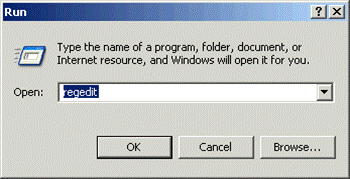 Run
Type the name of a program, folder, document, or
Internet resource, and Windows will open it for you.
Open: regedit
OK Cancel Browse...